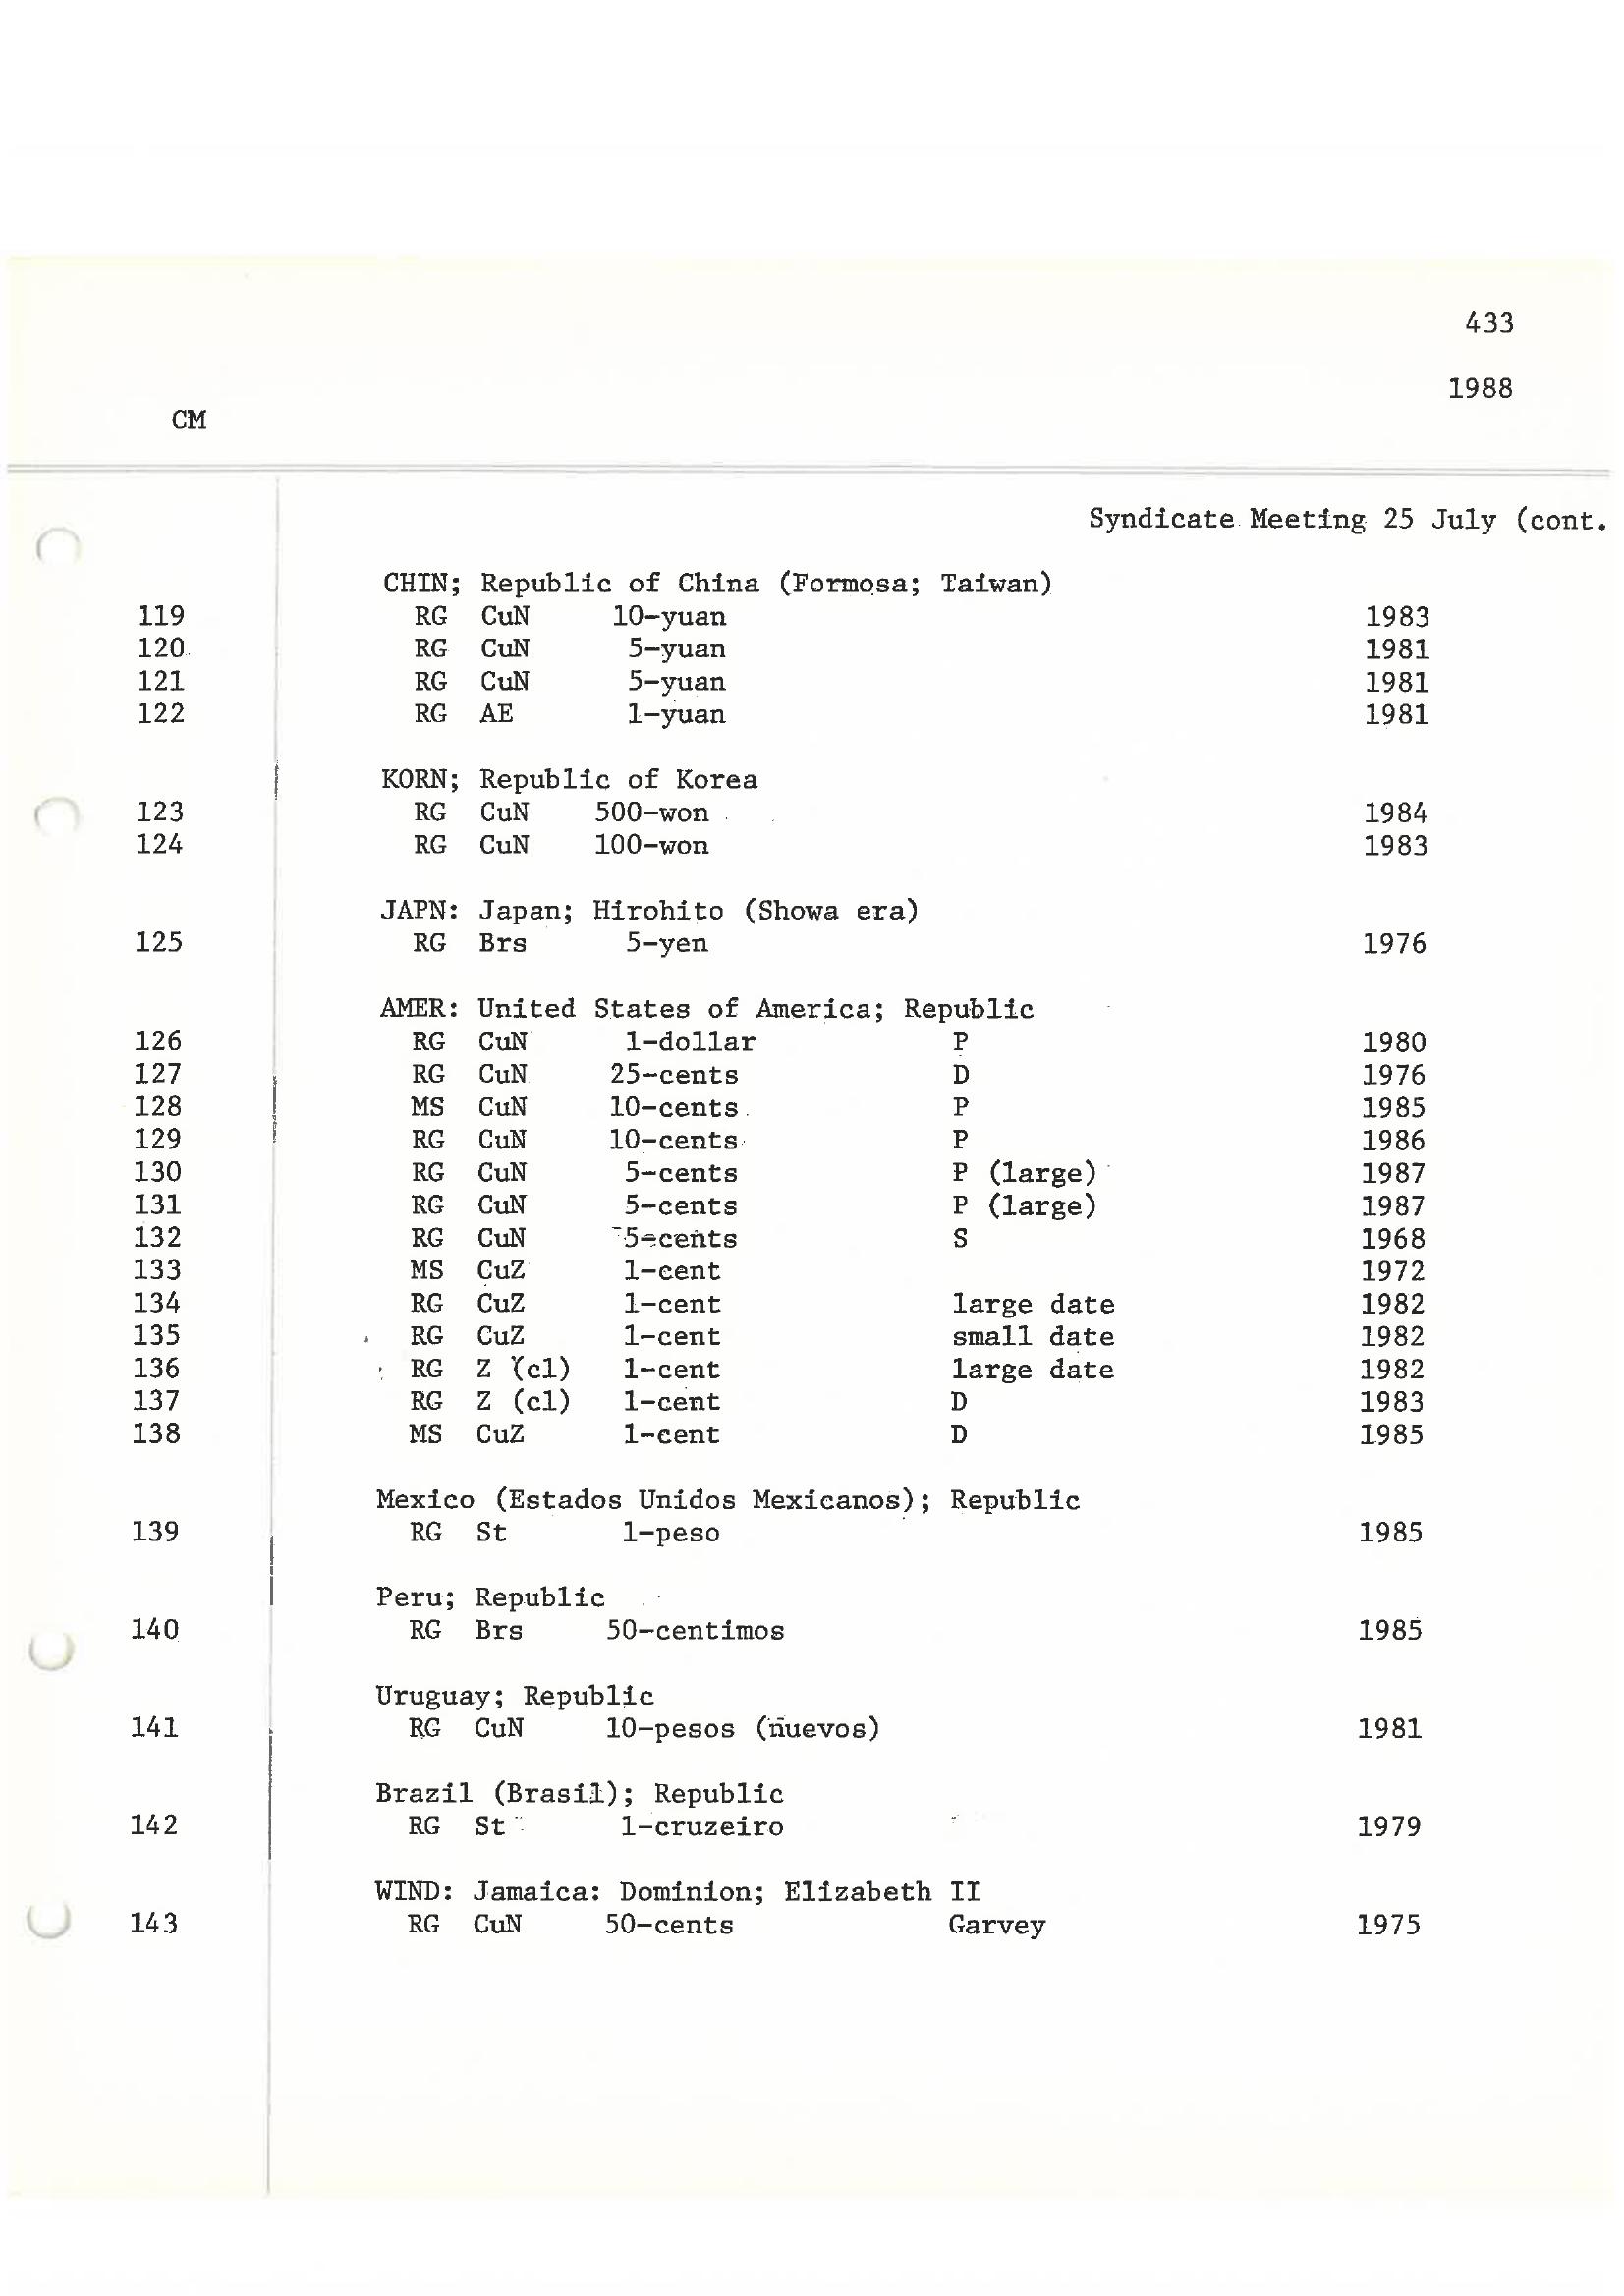 433
1988
CM
Syndicate Meeting 25 July (cont.
CHIN; Republic of China (Formosa; Taiwan)
119 RG CuN 10-yuan 1983
120 RG CuN 5-yuan 1981
121 RG CuN 5-yuan 1981
122 RG AE 1-yuan 1981
KORN; Republic of Korea
123 RG CuN 500-won 1984
124 RG CuN 100-won 1983
JAPN: Japan; Hirohito (Showa era)
125 RG Brs 5-yen 1976
AMER: United States of America; Republic
126 RG CuN 1-dollar P 1980
127 RG CuN 25-cents D 1976
128 MS CuN 10-cents P 1985
129 RG CuN 10-cents P 1986
130 RG CuN 5-cents P (large) 1987
131 RG CuN 5-cents P (large) 1987
132 RG CuN 5-cents S 1968
133 MS CuZ 1-cent 1972
134 RG CuZ 1-cent large date 1982
135 RG CuZ 1-cent small date 1982
136 RG Z (cl) 1-cent large date 1982
137 RG Z (cl) 1-cent D 1983
138 MS CuZ 1-cent D 1985
Mexico (Estados Unidos Mexicanos); Republic
139 RG St 1-peso 1985
Peru; Republic
140 RG Brs 50-centimos 1985
Uruguay; Republic
141 RG CuN 10-pesos (nuevos) 1981
Brazil (Brasil); Republic
142 RG St 1-cruzeiro 1979
WIND: Jamaica: Dominion; Elizabeth II
143 RG CuN 50-cents Garvey 1975